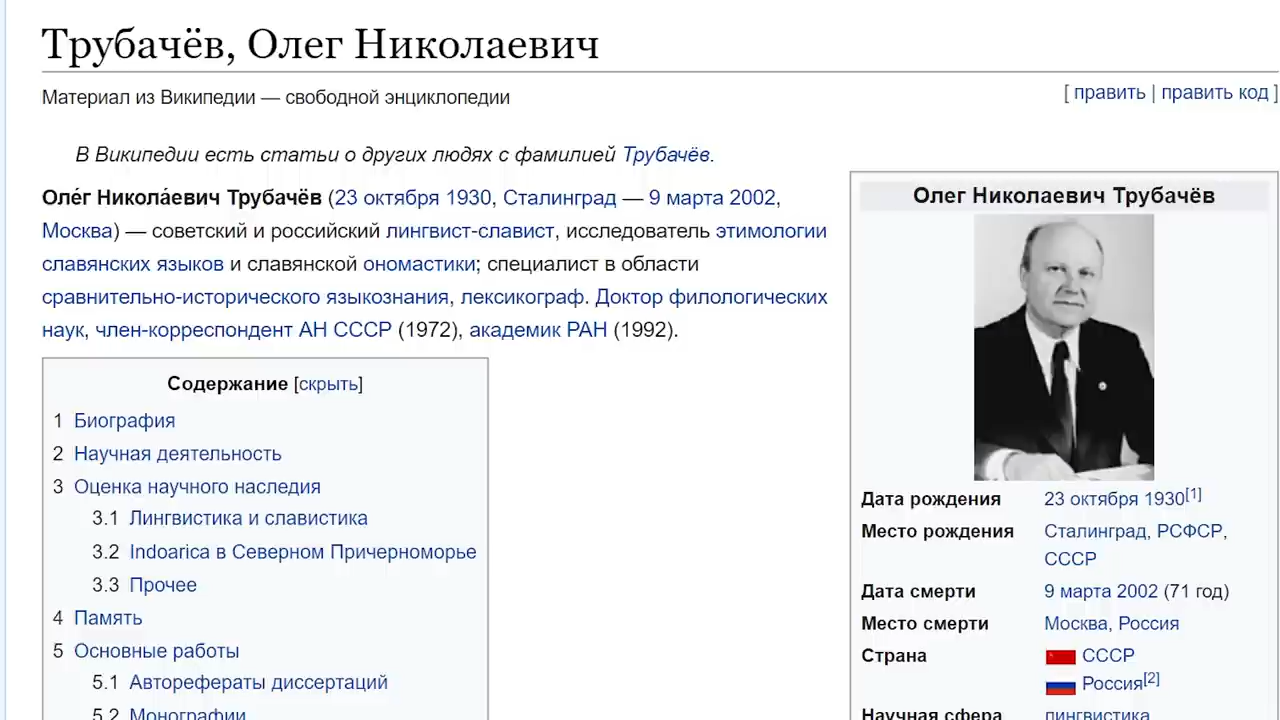 Трубачёв, Олег Николаевич
Материал из Википедии — свободной энциклопедии
[ править | править код ]
В Википедии есть статьи о других людях с фамилией Трубачёв.
Оле́г Никола́евич Трубачёв (23 октября 1930, Сталинград — 9 марта 2002,
Москва) — советский и российский лингвист-славист, исследователь этимологии
славянских языков и славянской ономастики; специалист в области
сравнительно-исторического языкознания, лексикограф. Доктор филологических
наук, член-корреспондент АН СССР (1972), академик РАН (1992).
Содержание [скрыть]
1 Биография
2 Научная деятельность
3 Оценка научного наследия
3.1 Лингвистика и славистика
3.2 Indoarica в Северном Причерноморье
3.3 Прочее
4 Память
5 Основные работы
5.1 Авторефераты диссертаций
5.2 Монографии
Олег Николаевич Трубачёв
Дата рождения 23 октября 1930[1]
Место рождения Сталинград, РСФСР,
СССР
Дата смерти 9 марта 2002 (71 год)
Место смерти Москва, Россия
Страна СССР
Россия[2]
Научная сфера лингвистика